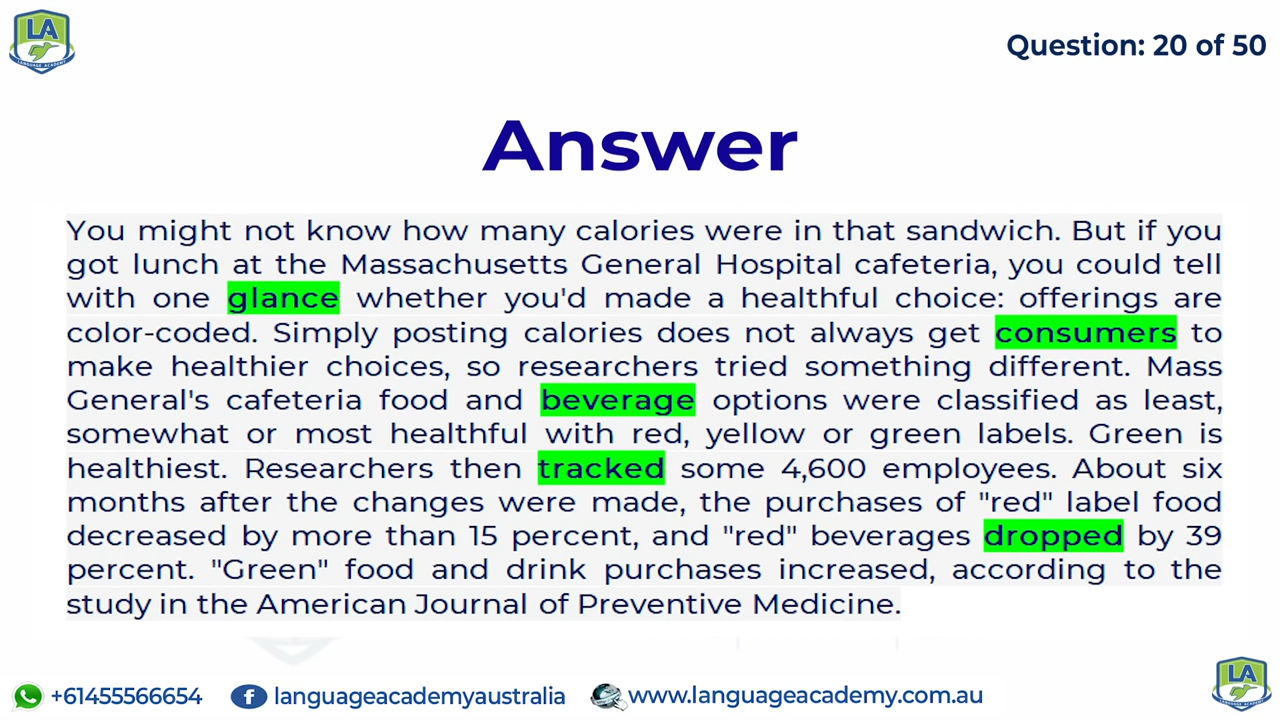 LA
LANGUAGE ACADEMY
Question: 20 of 50
Answer
You might not know how many calories were in that sandwich. But if you
got lunch at the Massachusetts General Hospital cafeteria, you could tell
with one glance whether you'd made a healthful choice: offerings are
color-coded. Simply posting calories does not always get consumers to
make healthier choices, so researchers tried something different. Mass
General's cafeteria food and beverage options were classified as least,
somewhat or most healthful with red, yellow or green labels. Green is
healthiest. Researchers then tracked some 4,600 employees. About six
months after the changes were made, the purchases of "red" label food
decreased by more than 15 percent, and "red" beverages dropped by 39
percent. "Green" food and drink purchases increased, according to the
study in the American Journal of Preventive Medicine.
+61455566654 languageacademyaustralia www.languageacademy.com.au
LA
LANGUAGE ACADEMY